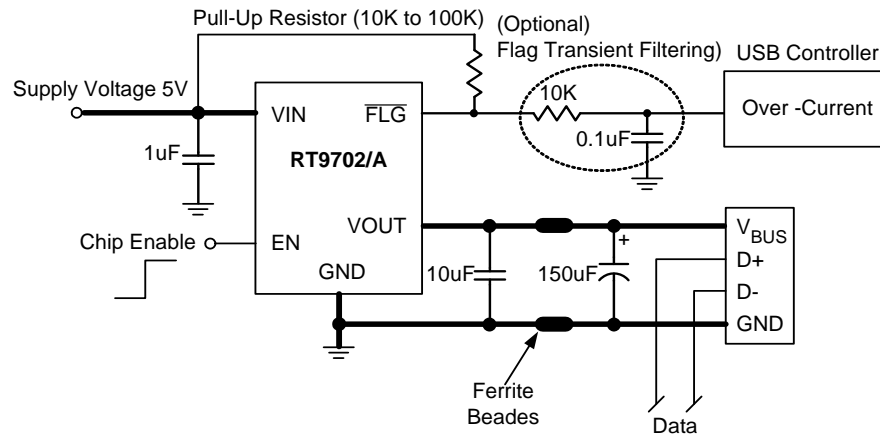 Pull-Up Resistor (10K to 100K)
(Optional)
Flag Transient Filtering)
USB Controller
Supply Voltage 5V
VIN
FLG
10K
Over -Current
1uF
RT9702/A
0.1uF
VOUT
VBUS
Chip Enable
EN
D+
10uF
+
150uF
D-
GND
GND
Ferrite
Beades
Data